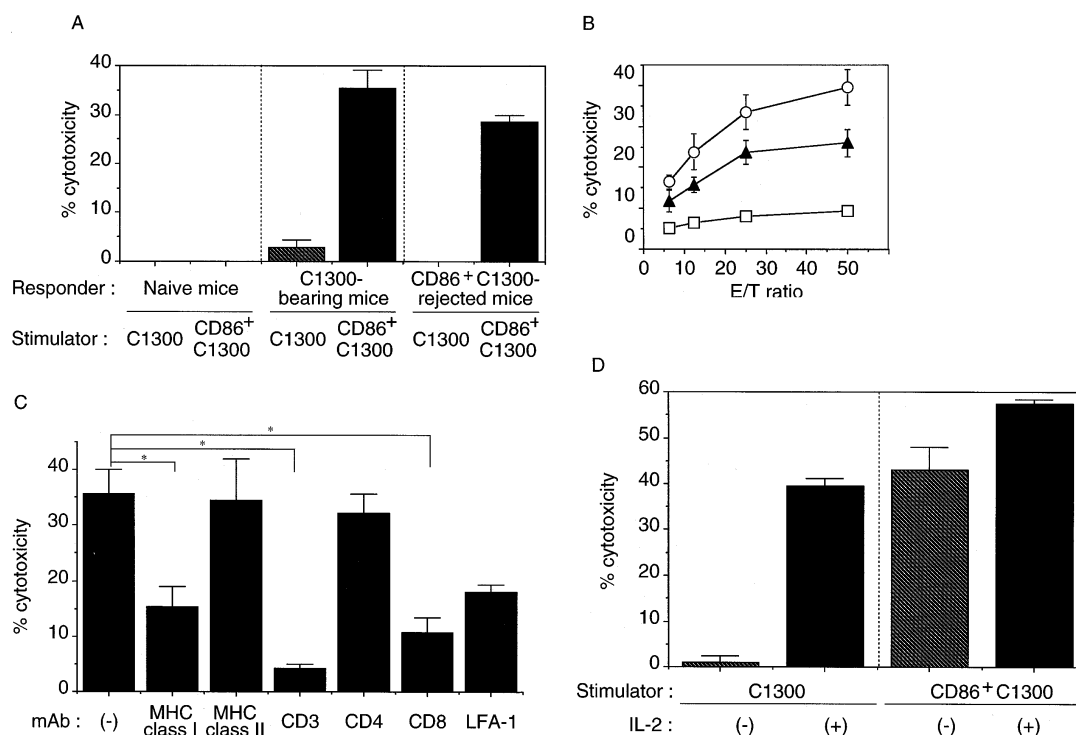 A
% cytotoxicity
40
30
20
10
0
Responder :
Naive mice
C1300-
bearing mice
CD86+ C1300-
rejected mice
Stimulator :
C1300
CD86+
C1300
C1300
CD86+
C1300
C1300
CD86+
C1300
B
% cytotoxicity
40
30
20
10
0
0 10 20 30 40 50
E/T ratio
C
% cytotoxicity
40
30
20
10
0
*
*
*
mAb :
(-)
MHC
class I
MHC
class II
CD3
CD4
CD8
LFA-1
D
% cytotoxicity
60
50
40
30
20
10
0
Stimulator :
C1300
CD86+ C1300
IL-2 :
(-)
(+)
(-)
(+)